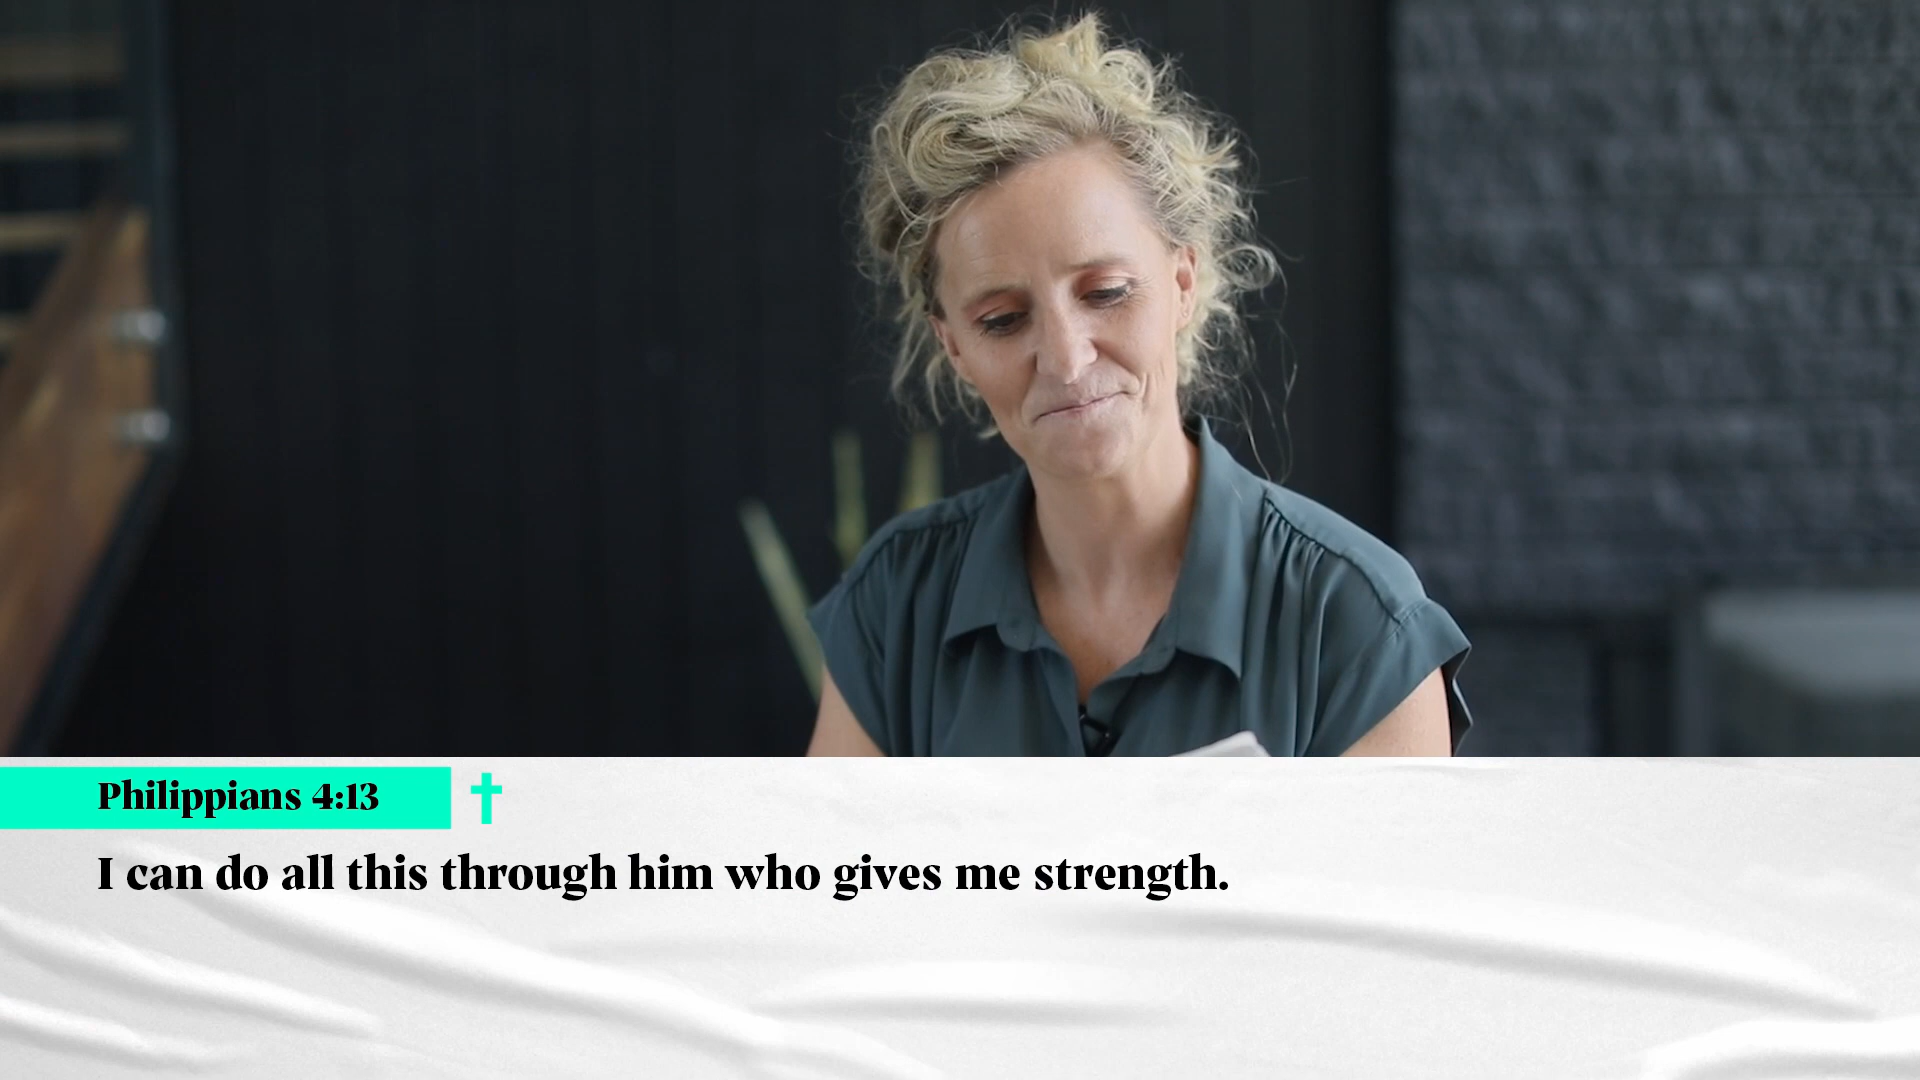 Philippians 4:13
I can do all this through him who gives me strength.